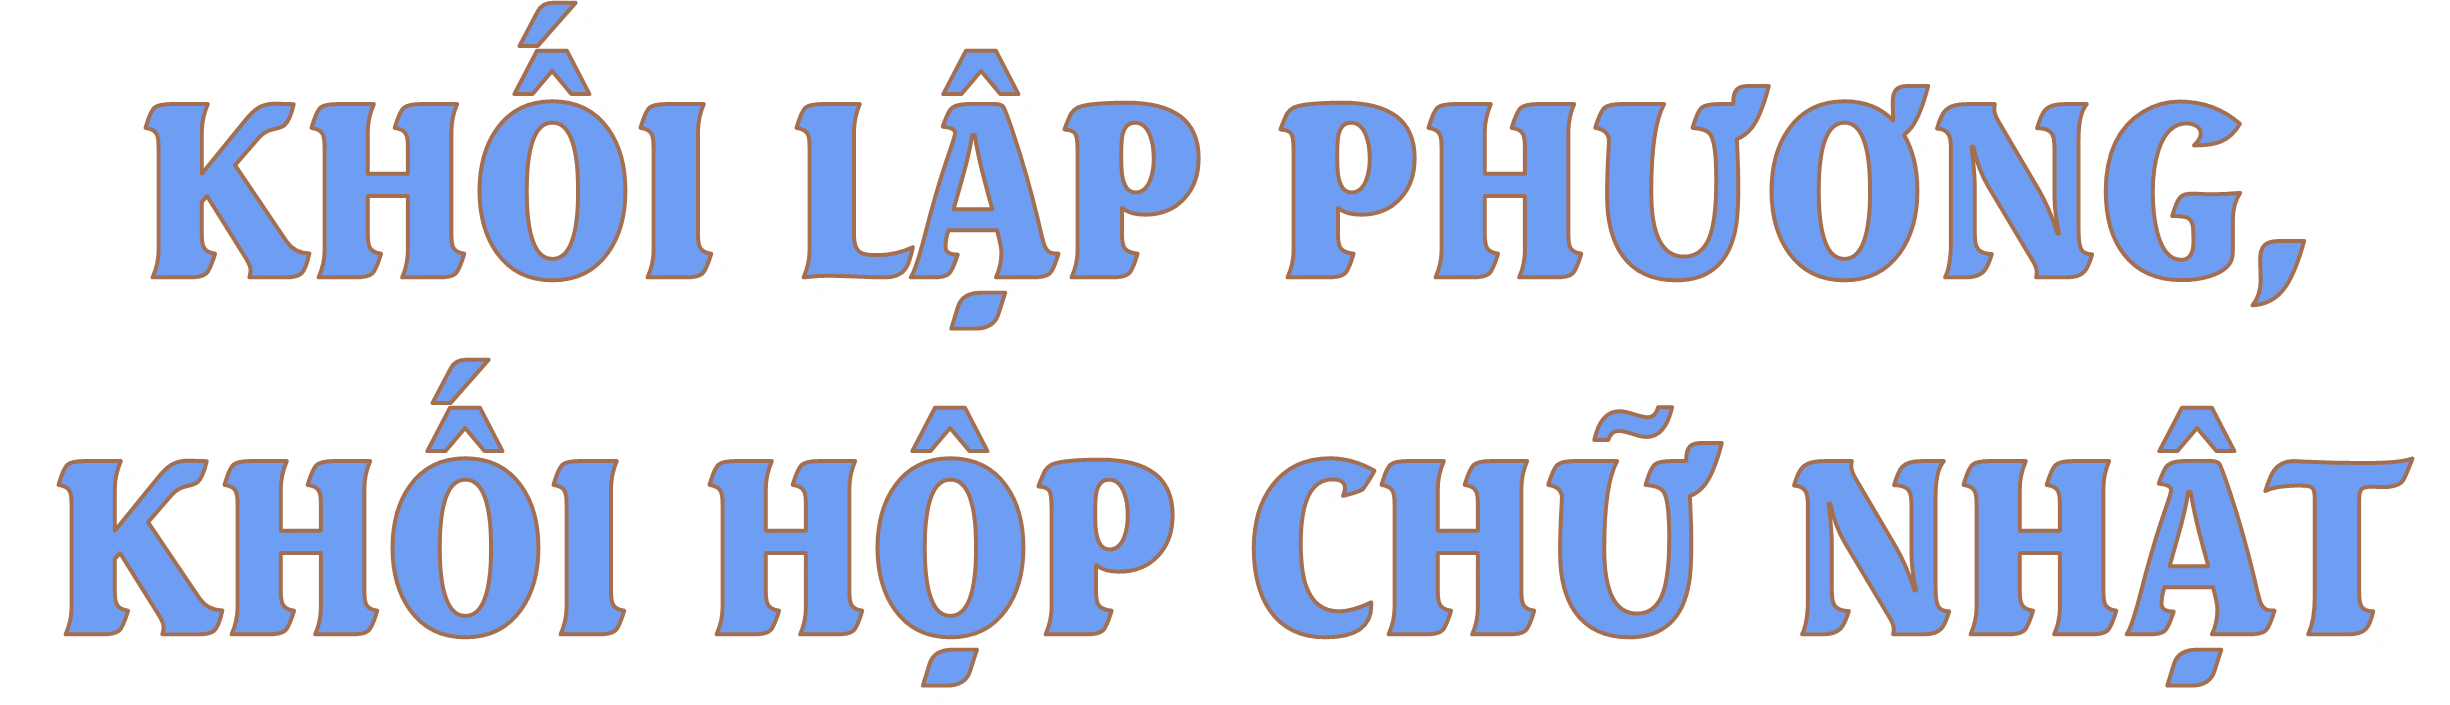 KHỐI LẬP PHƯƠNG,
KHỐI HỘP CHỮ NHẬT